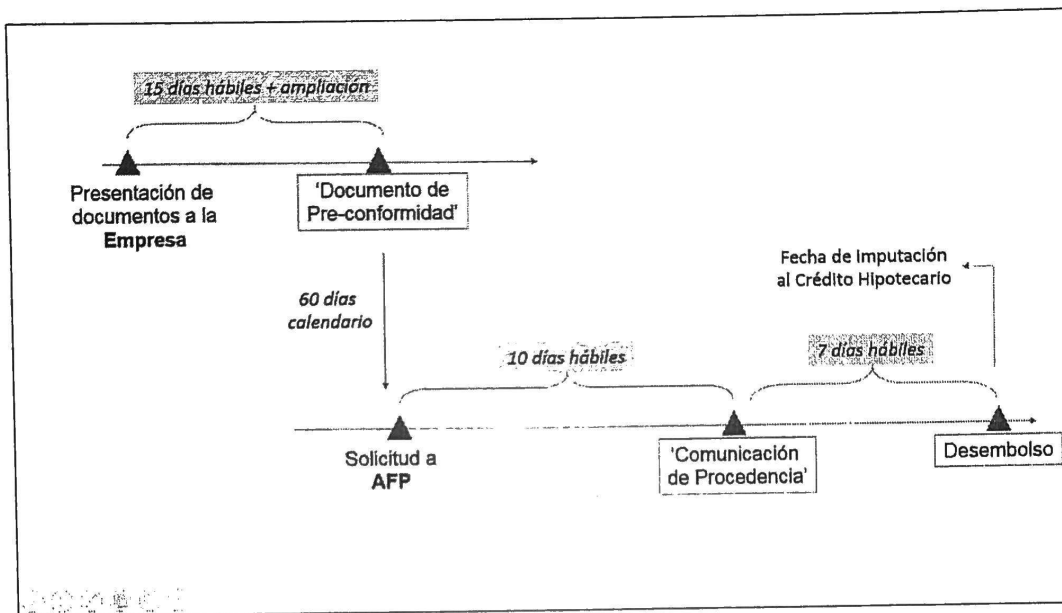 15 días hábiles + ampliación
Presentación de
documentos a la
Empresa
'Documento de
Pre-conformidad'
60 días
calendario
Fecha de Imputación
al Crédito Hipotecario
10 días hábiles
7 días hábiles
Solicitud a
AFP
'Comunicación
de Procedencia'
Desembolso